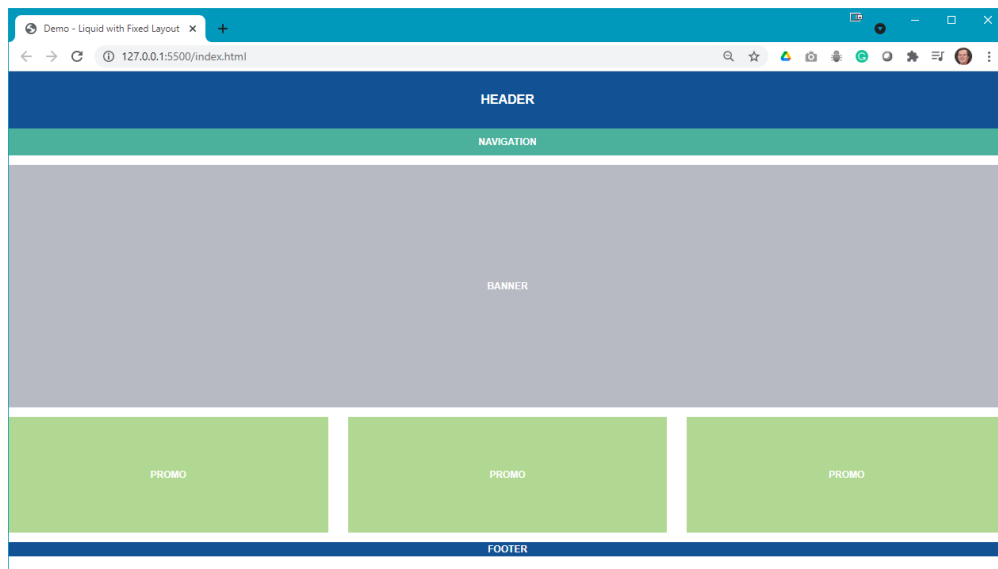 Demo - Liquid with Fixed Layout
127.0.0.1:5500/index.html
HEADER
NAVIGATION
BANNER
PROMO PROMO PROMO
FOOTER